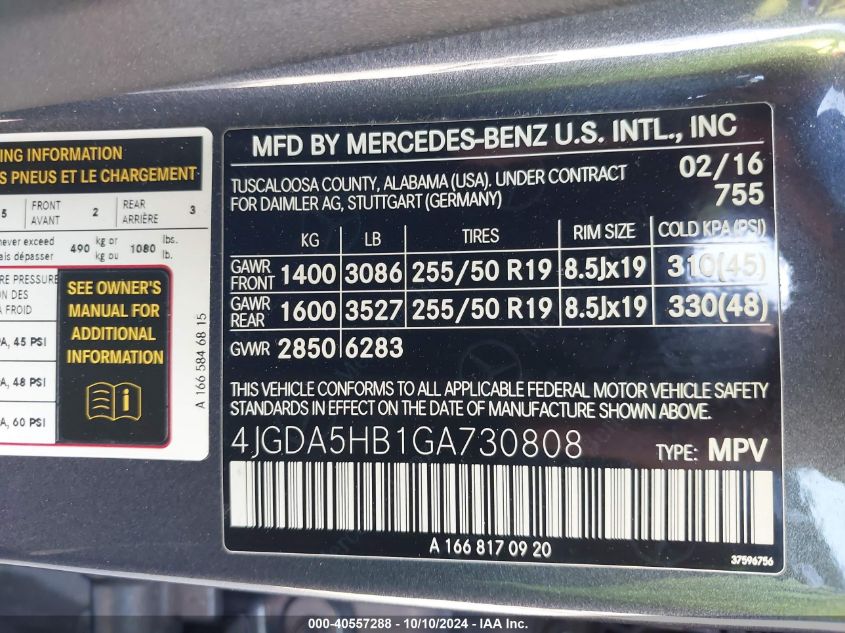 ING INFORMATION
S PNEUS ET LE CHARGEMENT
5 FRONT AVANT 2 REAR ARRIÈRE 3
never exceed
ais dépasser 490 kg or kg ou 1080 lbs. lb.
RE PRESSURE
ON DES
A FROID
A, 45 PSI
A, 48 PSI
A, 60 PSI
SEE OWNER'S
MANUAL FOR
ADDITIONAL
INFORMATION
A 166 584 68 15
MFD BY MERCEDES-BENZ U.S. INTL., INC
TUSCALOOSA COUNTY, ALABAMA (USA). UNDER CONTRACT 02/16
FOR DAIMLER AG, STUTTGART (GERMANY) 755
KG LB TIRES RIM SIZE COLD KPA (PSI)
GAWR FRONT 1400 3086 255/50 R19 8.5Jx19 310(45)
GAWR REAR 1600 3527 255/50 R19 8.5Jx19 330(48)
GVWR 2850 6283
THIS VEHICLE CONFORMS TO ALL APPLICABLE FEDERAL MOTOR VEHICLE SAFETY
STANDARDS IN EFFECT ON THE DATE OF MANUFACTURE SHOWN ABOVE.
4JGDA5HB1GA730808 TYPE: MPV
A 166 817 09 20
37596756
000-40557288 - 10/10/2024 - IAA Inc.